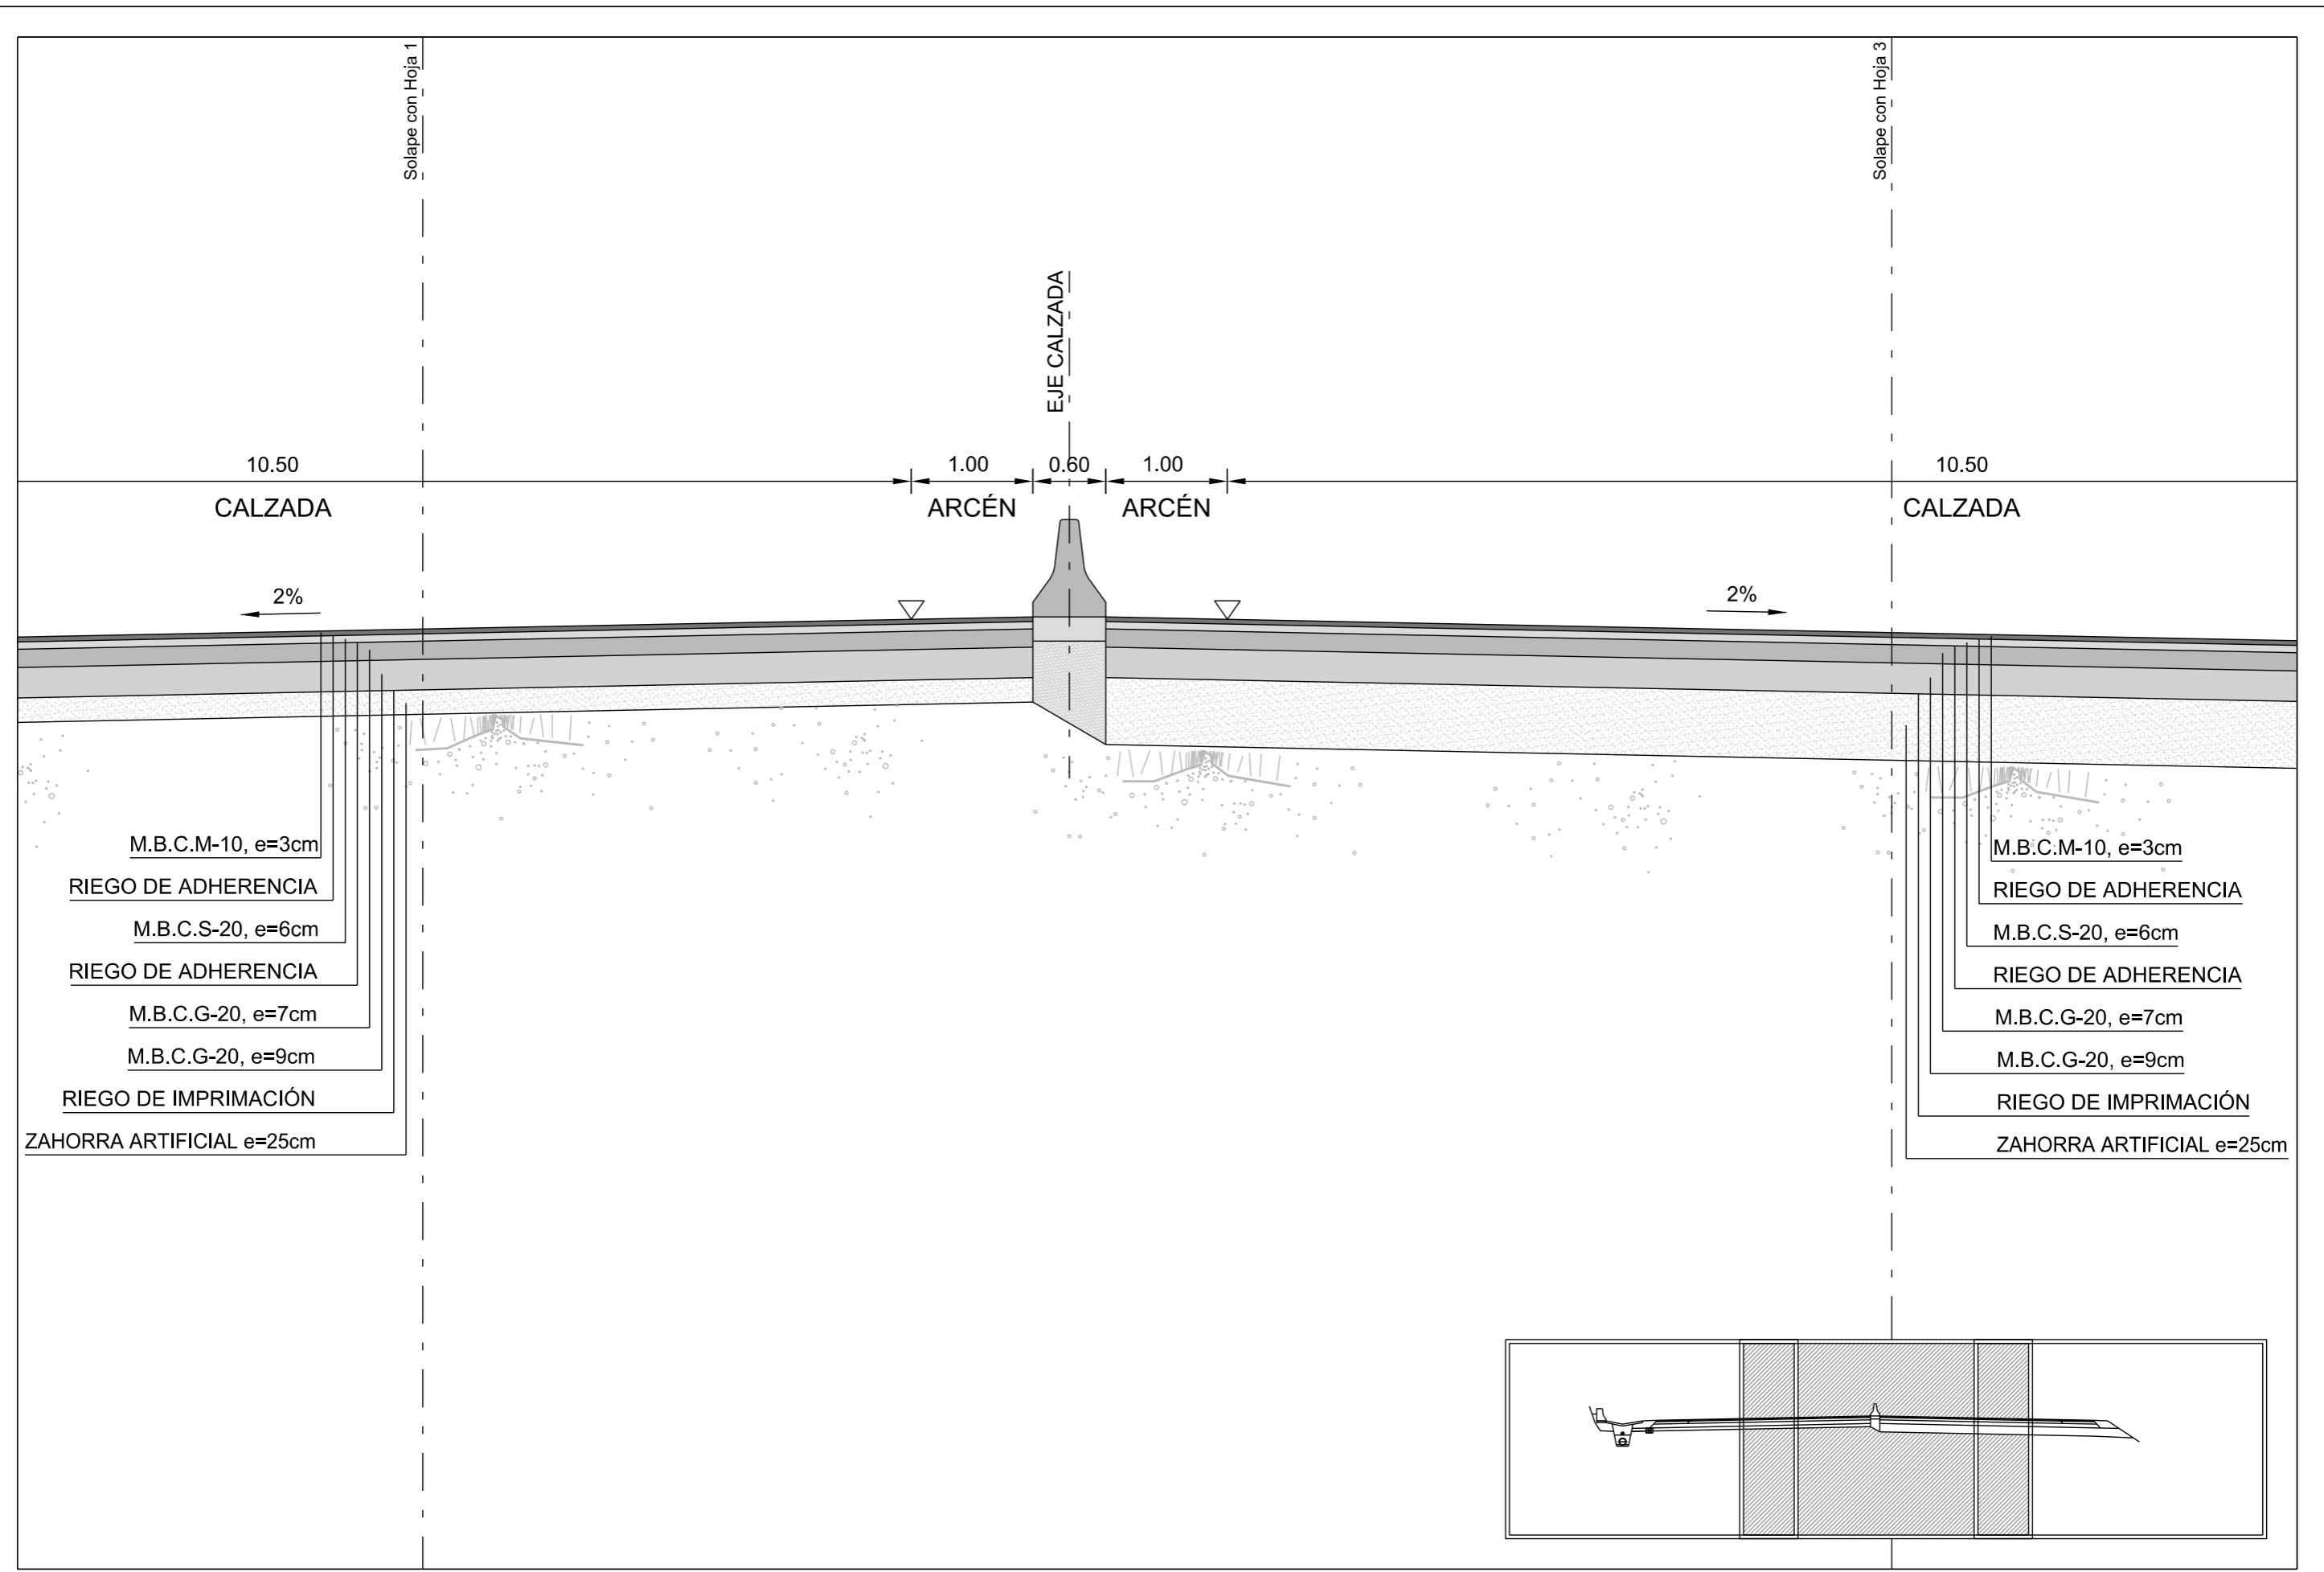 Solape con Hoja 1
Solape con Hoja 3
EJE CALZADA
10.50
1.00
0.60
1.00
10.50
CALZADA
ARCÉN
ARCÉN
CALZADA
2%
2%
M.B.C.M-10, e=3cm
RIEGO DE ADHERENCIA
M.B.C.S-20, e=6cm
RIEGO DE ADHERENCIA
M.B.C.G-20, e=7cm
M.B.C.G-20, e=9cm
RIEGO DE IMPRIMACIÓN
ZAHORRA ARTIFICIAL e=25cm
M.B.C.M-10, e=3cm
RIEGO DE ADHERENCIA
M.B.C.S-20, e=6cm
RIEGO DE ADHERENCIA
M.B.C.G-20, e=7cm
M.B.C.G-20, e=9cm
RIEGO DE IMPRIMACIÓN
ZAHORRA ARTIFICIAL e=25cm